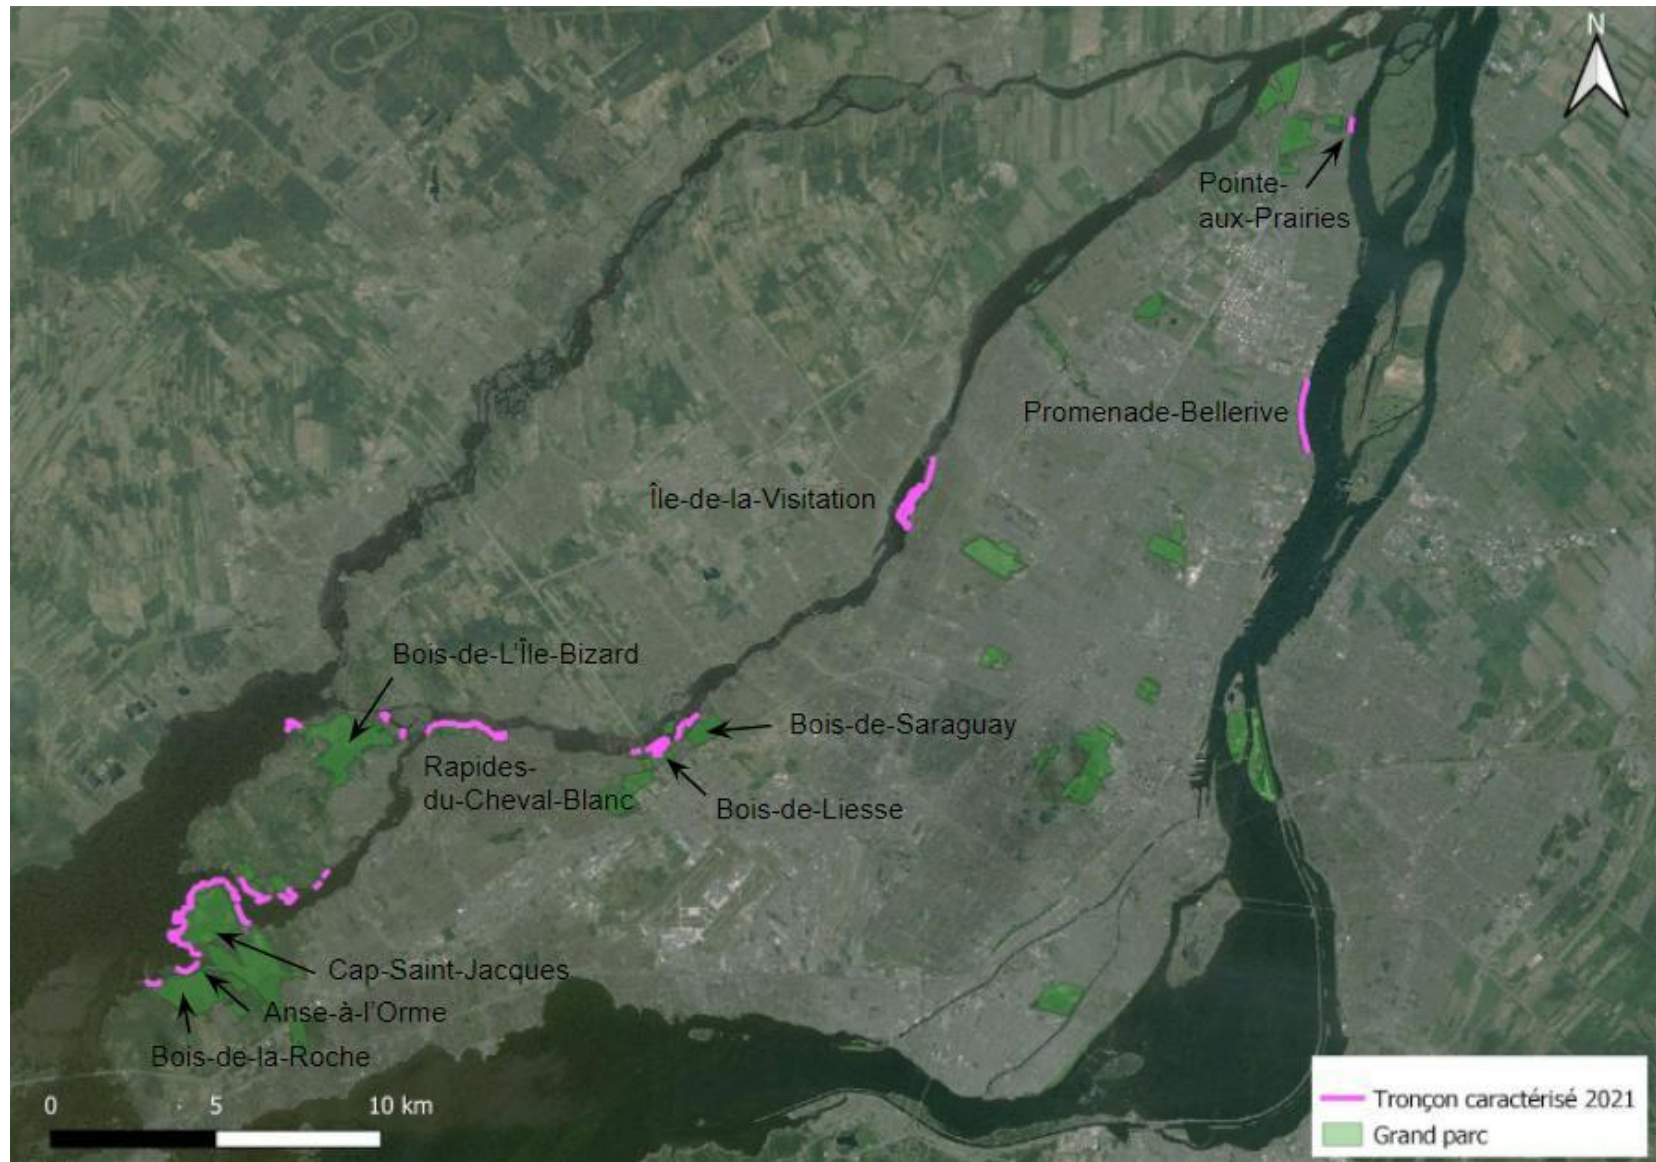 N
Pointe-
aux-Prairies
Promenade-Bellerive
Île-de-la-Visitation
Bois-de-L'Île-Bizard
Bois-de-Saraguay
Rapides-
du-Cheval-Blanc
Bois-de-Liesse
Cap-Saint-Jacques
Anse-à-l'Orme
Bois-de-la-Roche
0 5 10 km
Tronçon caractérisé 2021
Grand parc